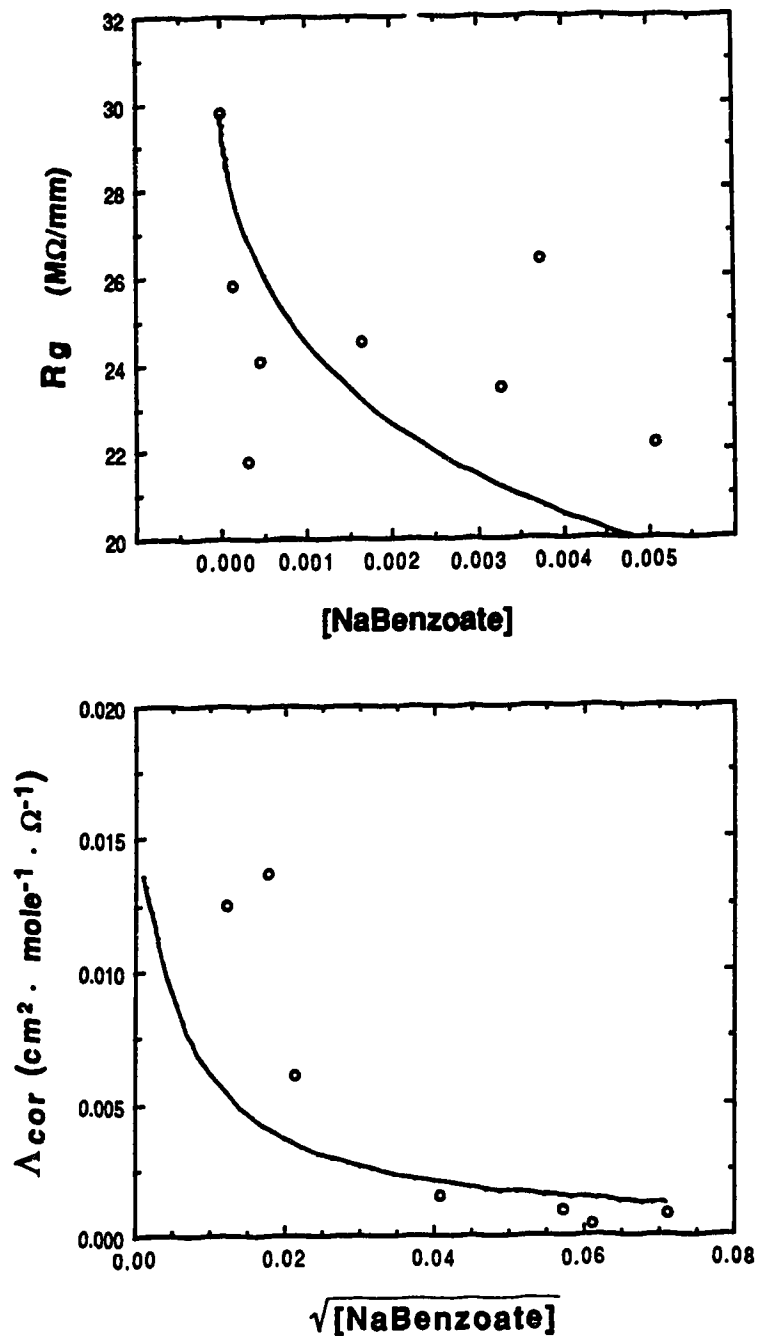 32
30
28
26
24
22
20
Rg (MΩ/mm)
0.000 0.001 0.002 0.003 0.004 0.005
[NaBenzoate]
0.020
0.015
0.010
0.005
0.000
Λcor (cm² · mole⁻¹ · Ω⁻¹)
0.00 0.02 0.04 0.06 0.08
√[NaBenzoate]